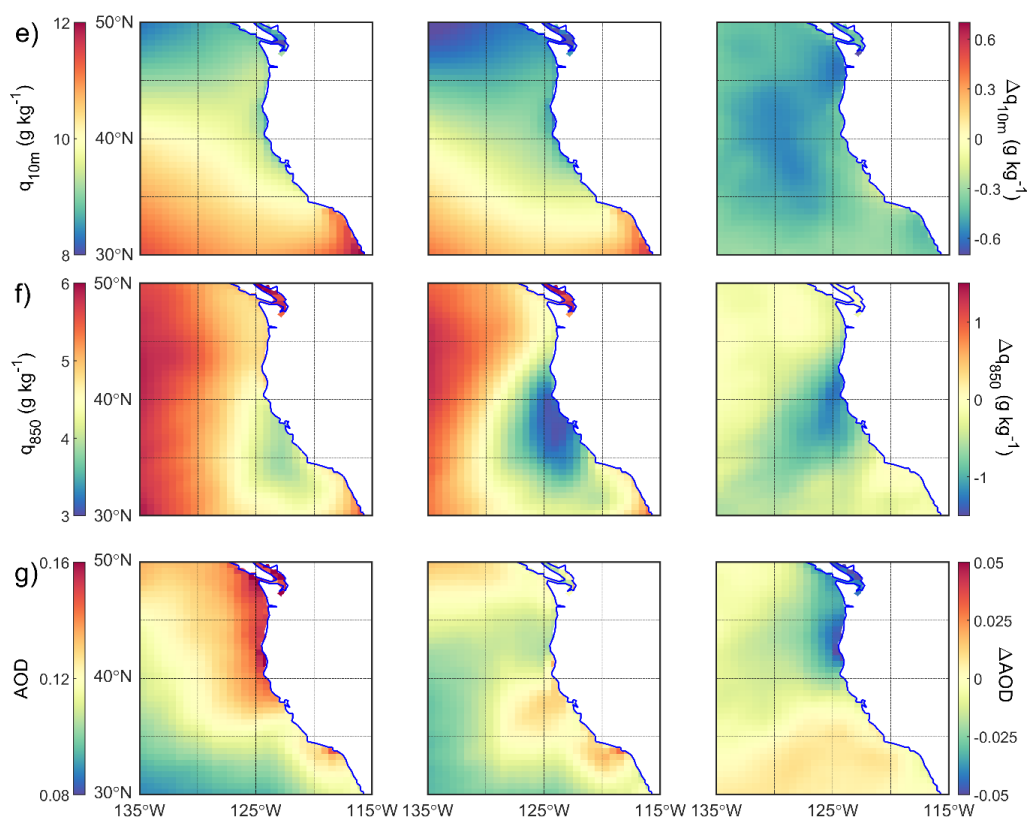 e)
12
10
8
q10m (g kg-1)
50°N
40°N
30°N
0.6
0.3
0
-0.3
-0.6
Δq10m (g kg-1)
f)
6
5
4
3
q850 (g kg-1)
50°N
40°N
30°N
1
0
-1
Δq850 (g kg-1)
g)
0.16
0.12
0.08
AOD
50°N
40°N
30°N
0.05
0.025
0
-0.025
-0.05
ΔAOD
135°W 125°W 115°W
135°W 125°W 115°W
135°W 125°W 115°W